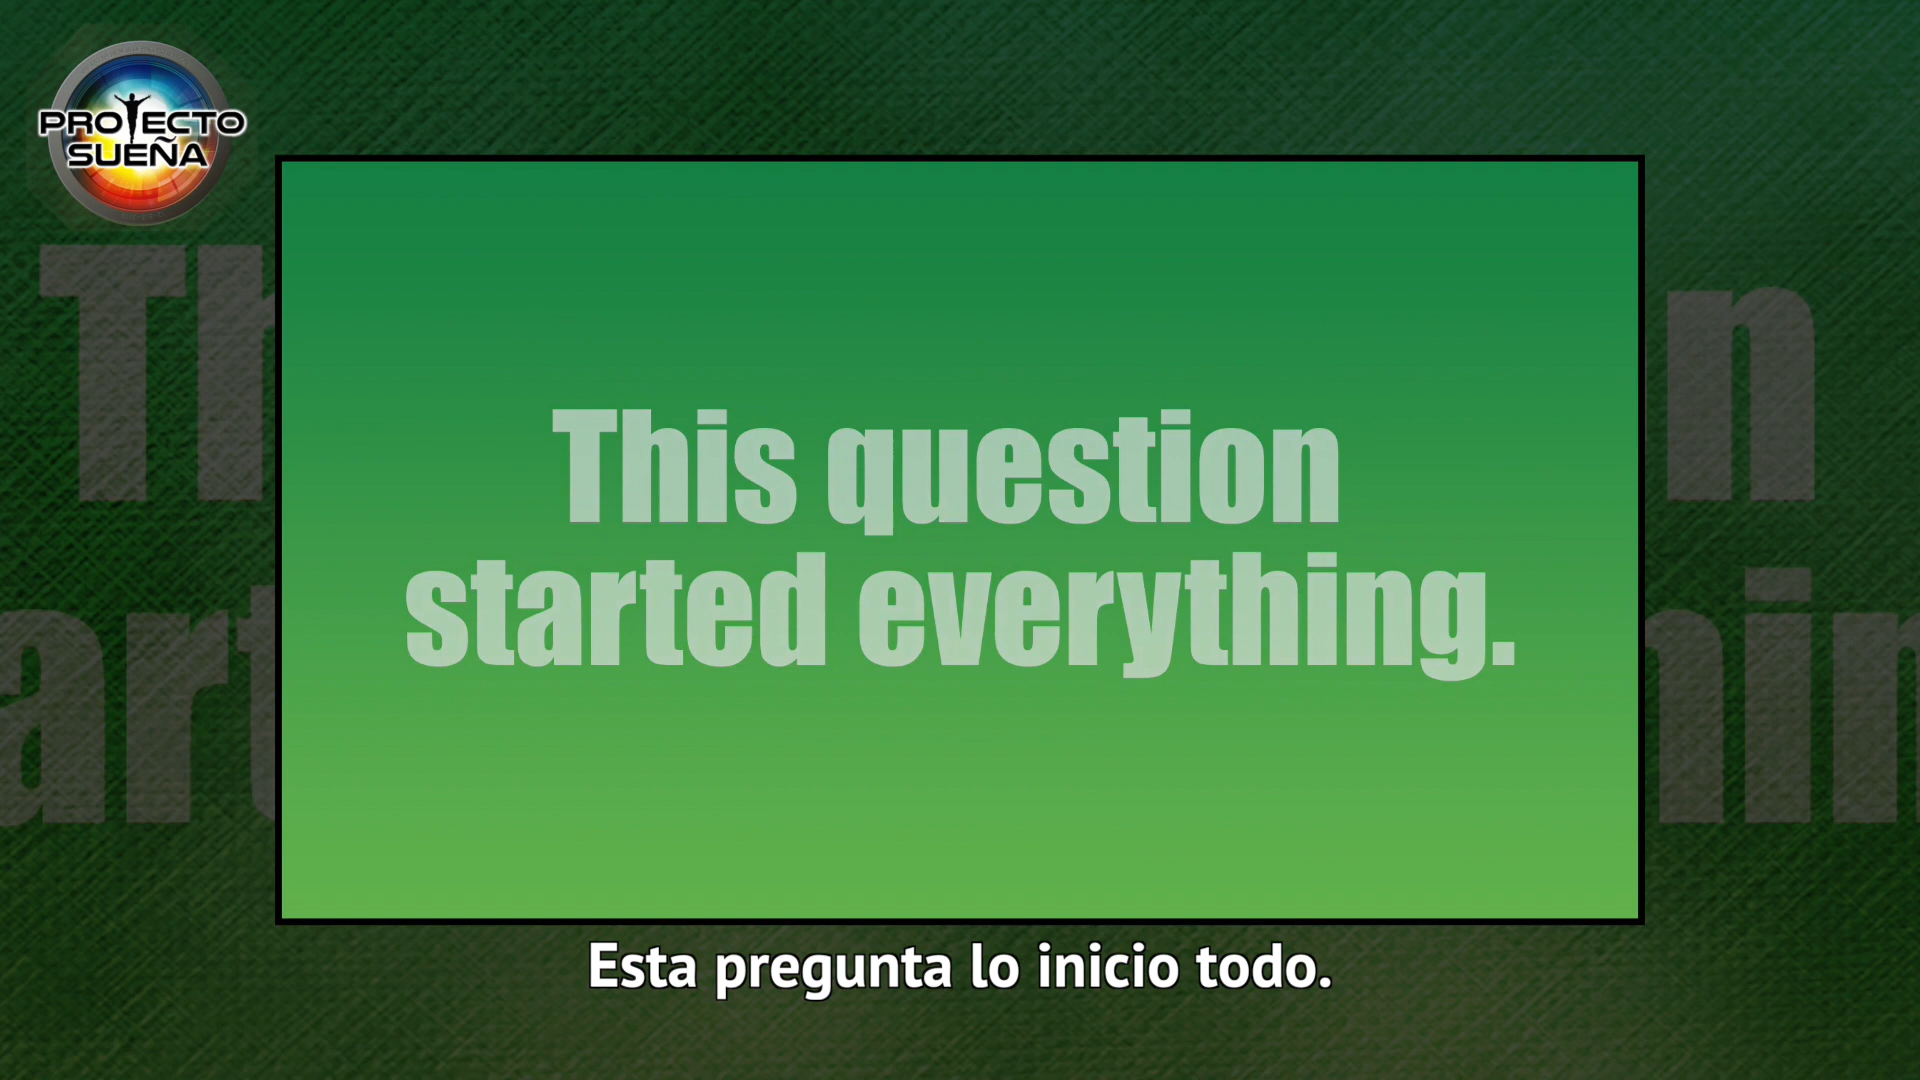 PROYECTO
SUEÑA
This question
started everything.
Esta pregunta lo inicio todo.